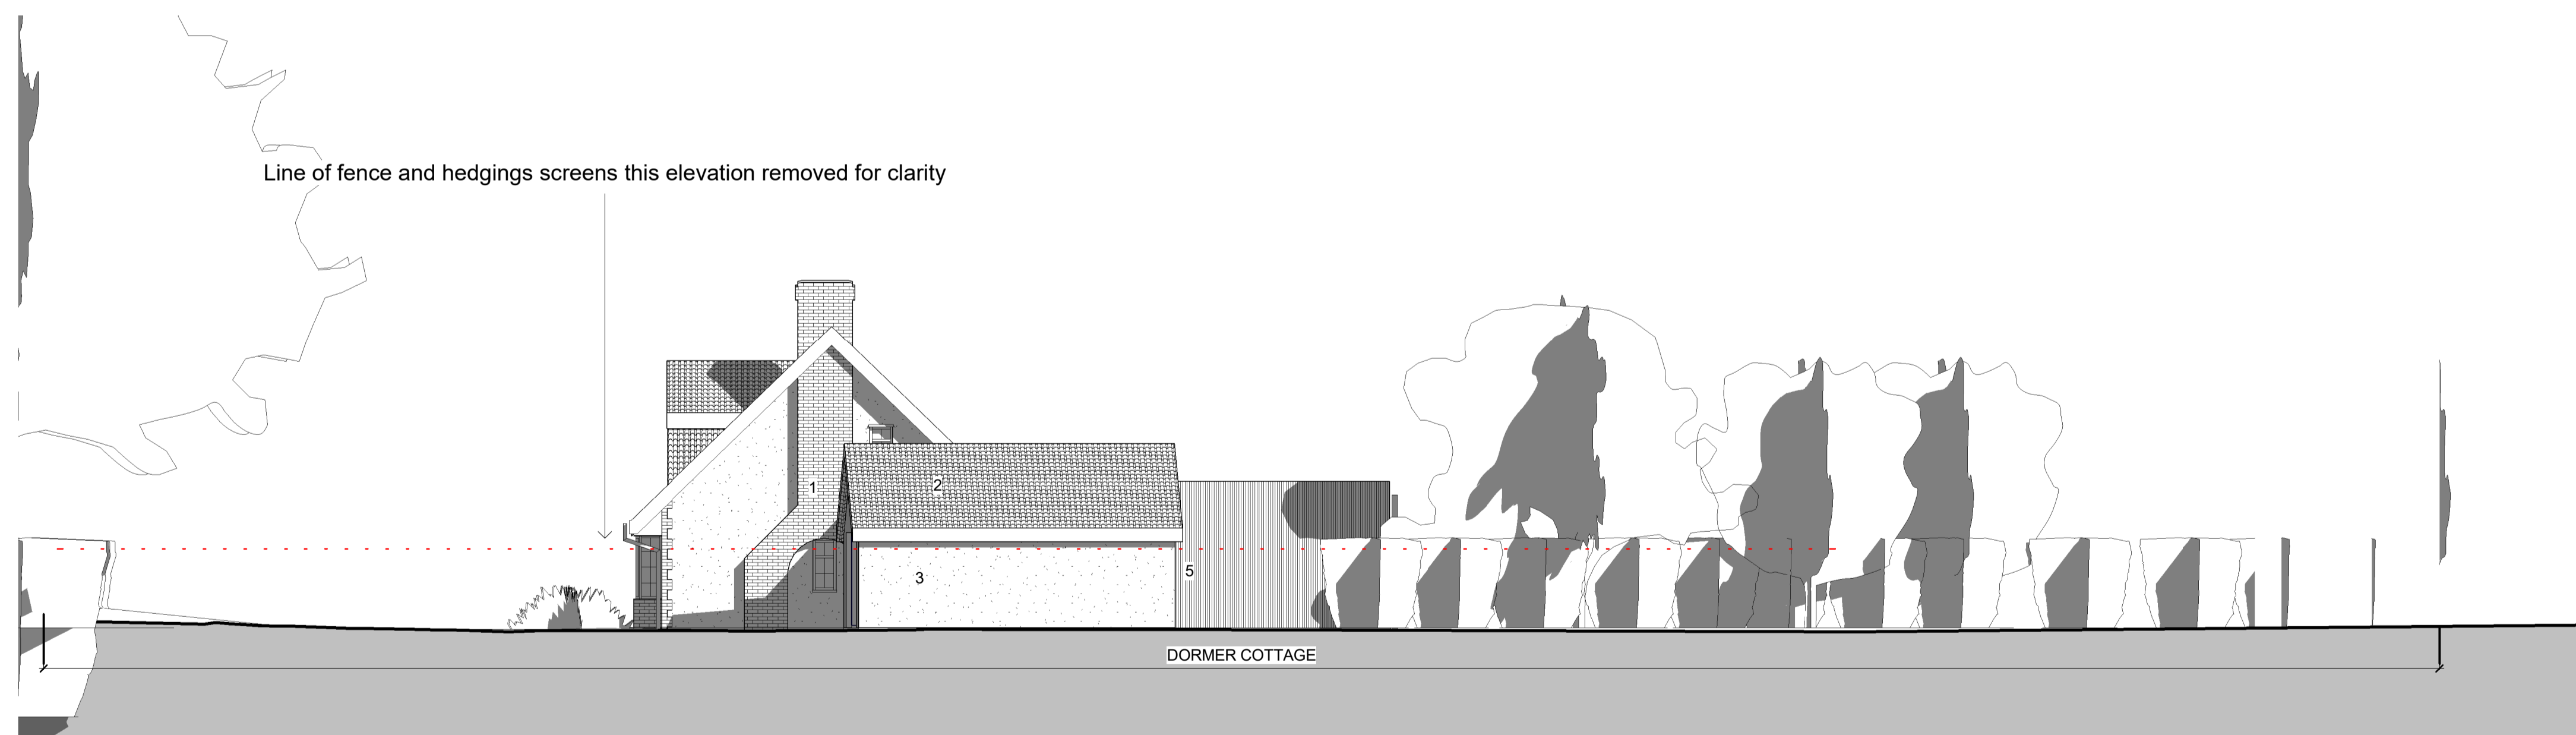 Line of fence and hedgings screens this elevation removed for clarity
1
2
3
5
DORMER COTTAGE